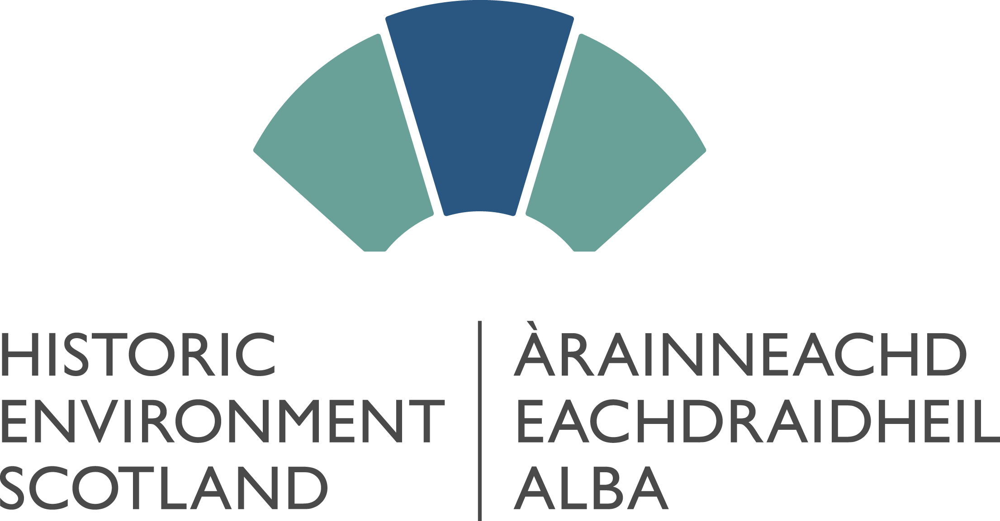 HISTORIC
ENVIRONMENT
SCOTLAND
ÀRAINNEACHD
EACHDRAIDHEIL
ALBA